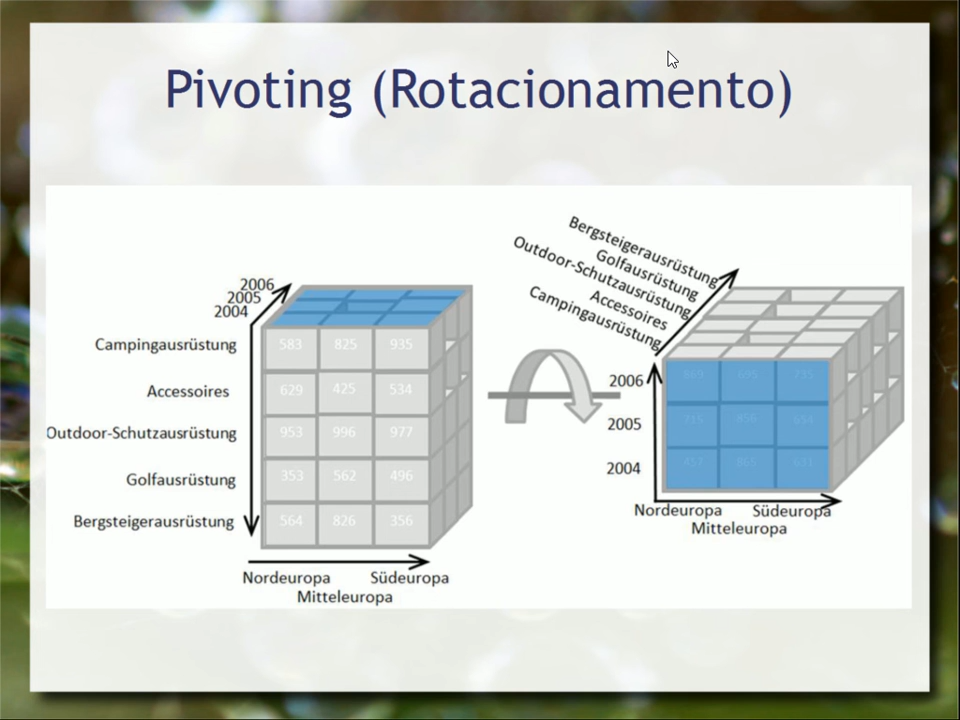 Pivoting (Rotacionamento)
2006
2005
2004
Campingausrüstung
Accessoires
Outdoor-Schutzausrüstung
Golfausrüstung
Bergsteigerausrüstung
583 825 935
629 425 534
953 996 977
353 562 496
564 826 356
Nordeuropa Südeuropa
Mitteleuropa
Bergsteigerausrüstung
Golfausrüstung
Outdoor-Schutzausrüstung
Accessoires
Campingausrüstung
2006
2005
2004
Nordeuropa Südeuropa
Mitteleuropa